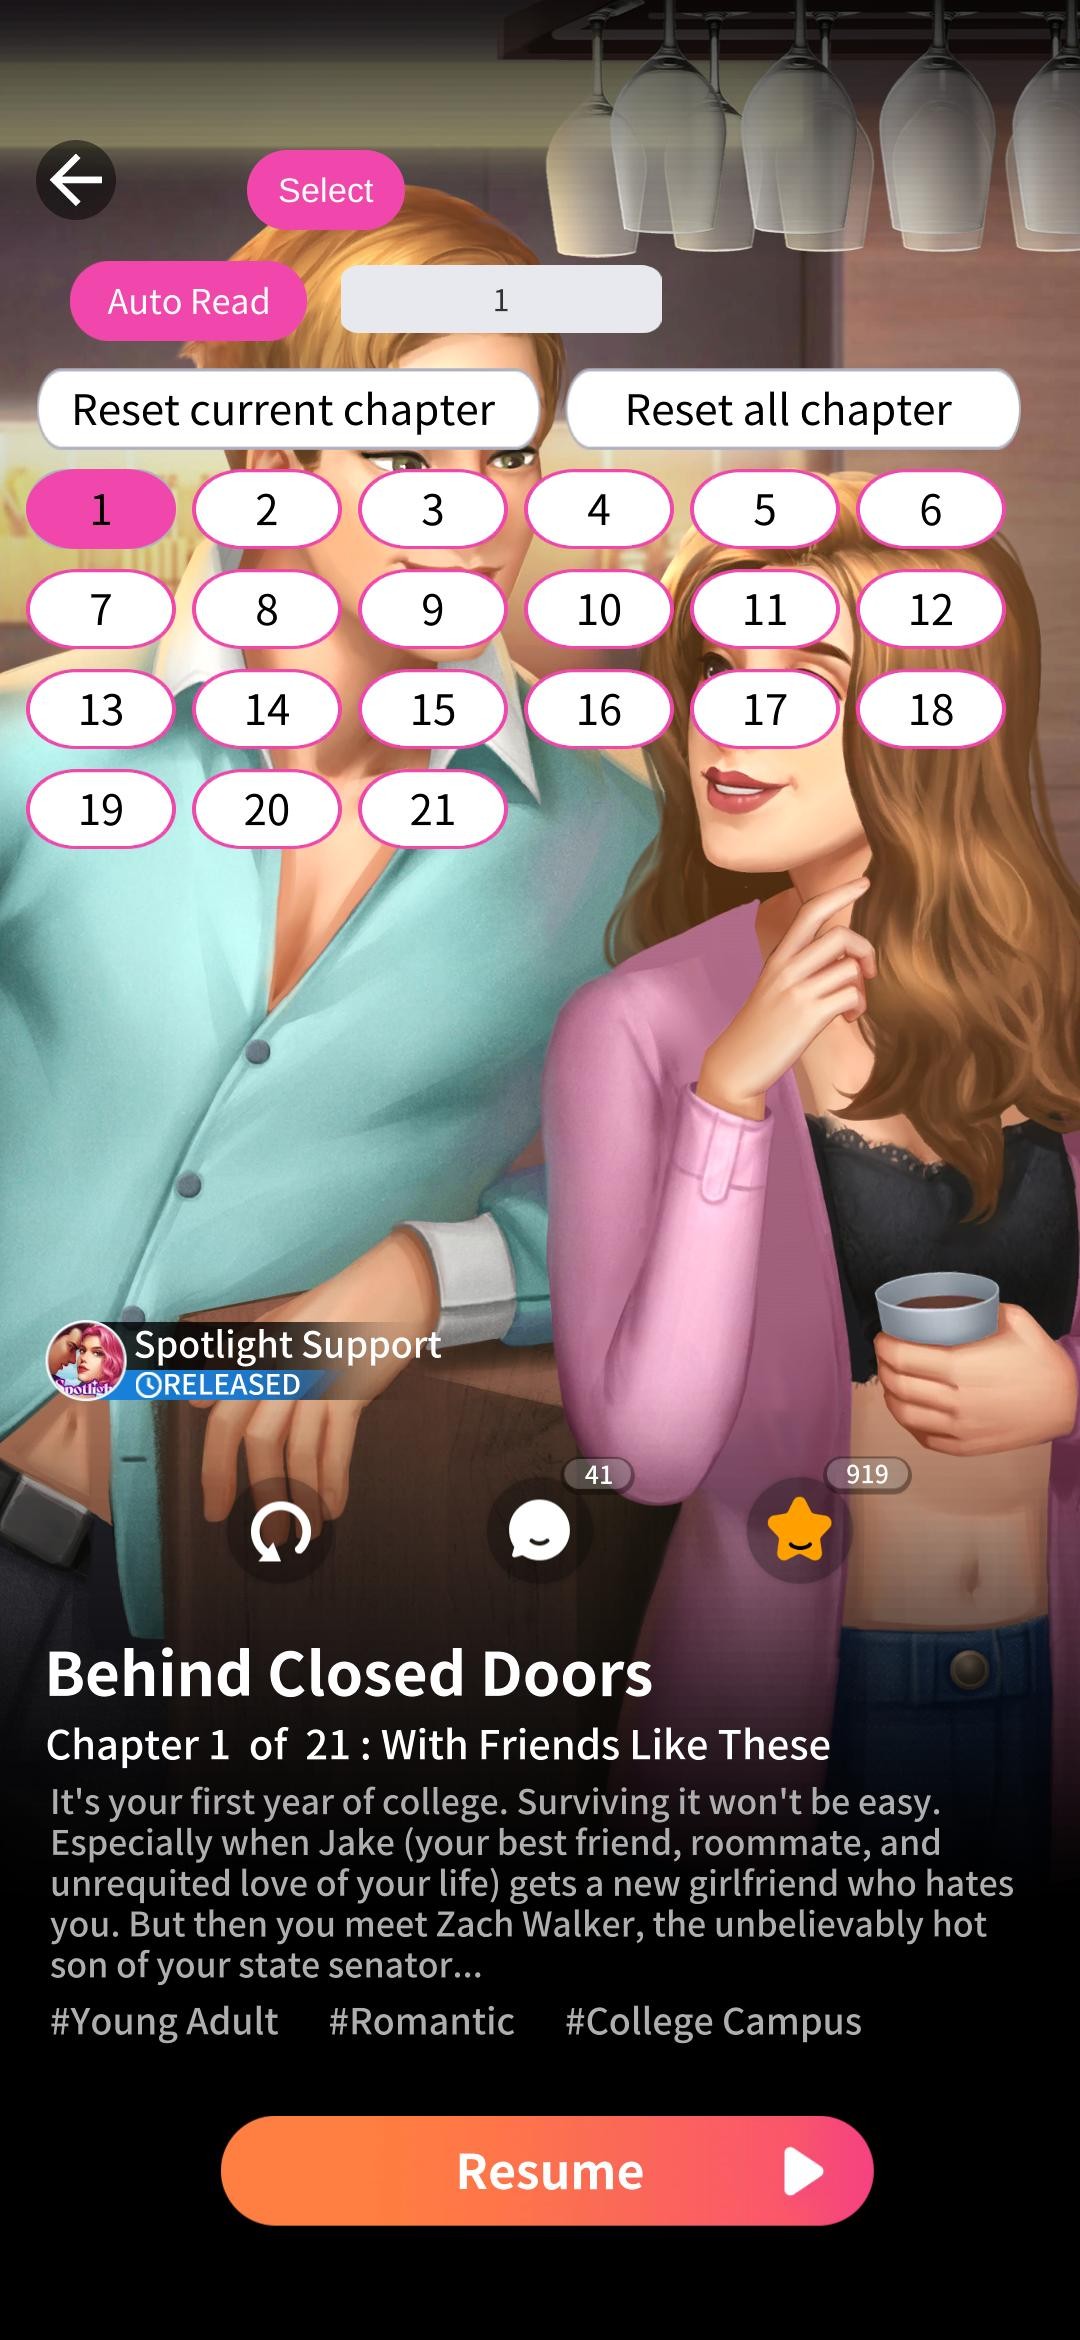 Select
Auto Read
1
Reset current chapter
Reset all chapter
1
2
3
4
5
6
7
8
9
10
11
12
13
14
15
16
17
18
19
20
21
Spotlight Support
RELEASED
41
919
Behind Closed Doors
Chapter 1 of 21 : With Friends Like These
It's your first year of college. Surviving it won't be easy.
Especially when Jake (your best friend, roommate, and
unrequited love of your life) gets a new girlfriend who hates
you. But then you meet Zach Walker, the unbelievably hot
son of your state senator...
#Young Adult #Romantic #College Campus
Resume